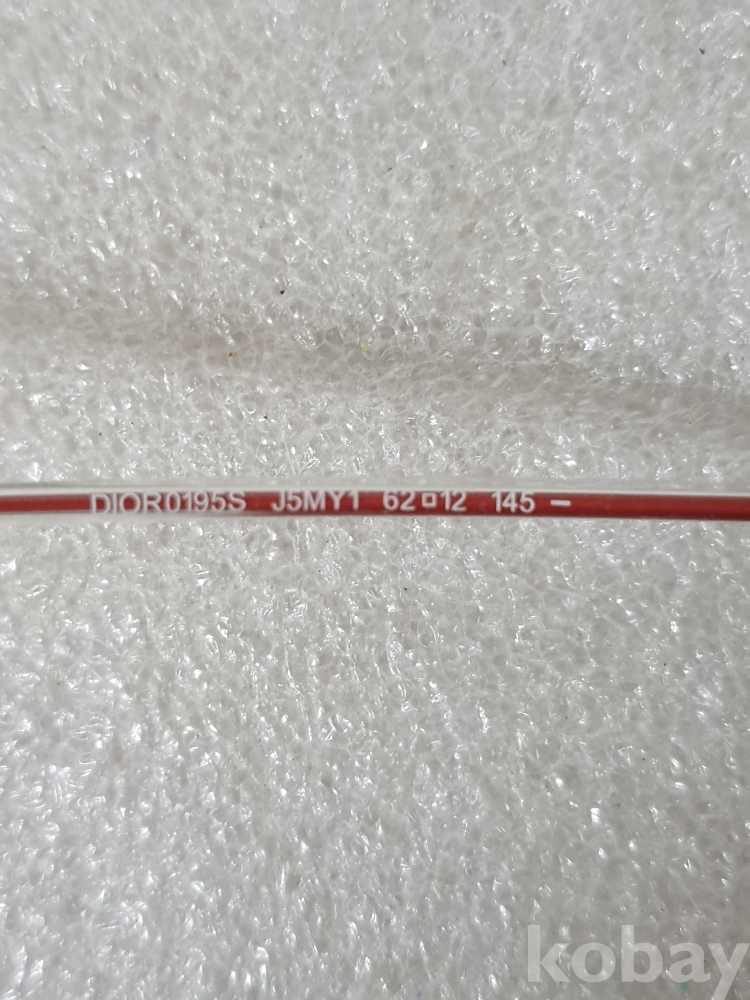 DIOR0195S J5MY1 62□12 145 –
kobay